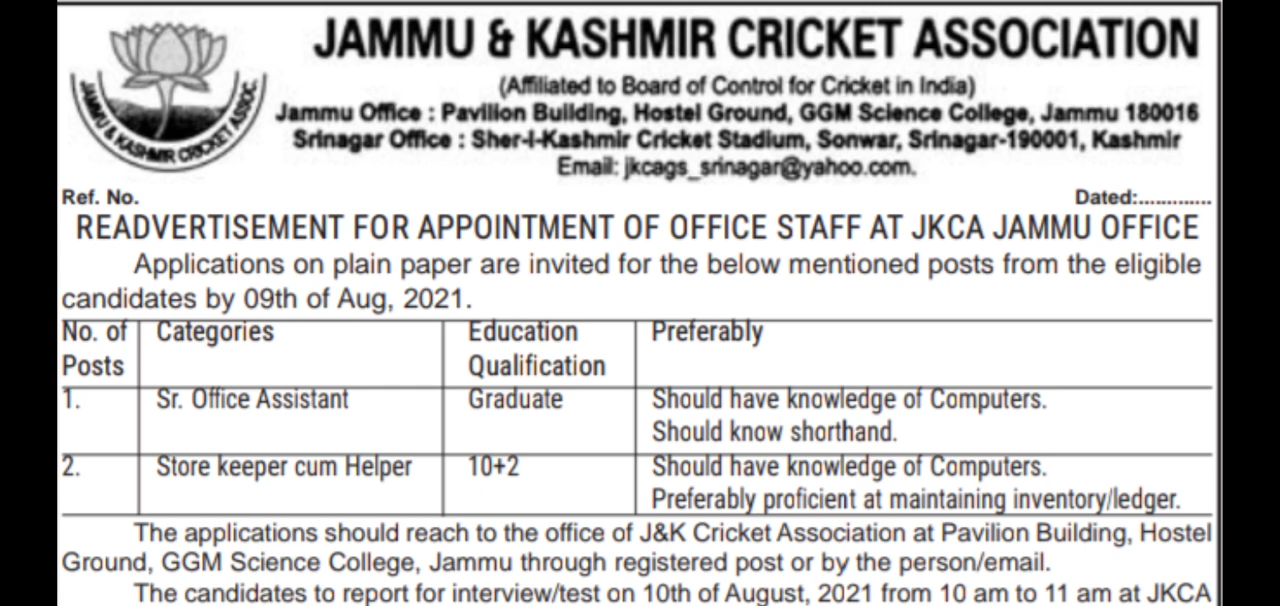 JAMMU & KASHMIR CRICKET ASSOCIATION
(Affiliated to Board of Control for Cricket in India)
Jammu Office : Pavilion Building, Hostel Ground, GGM Science College, Jammu 180016
Srinagar Office : Sher-i-Kashmir Cricket Stadium, Sonwar, Srinagar-190001, Kashmir
Email: jkcags_srinagar@yahoo.com.
JAMMU & KASHMIR CRICKET ASSOC.
Ref. No. Dated:.............
READVERTISEMENT FOR APPOINTMENT OF OFFICE STAFF AT JKCA JAMMU OFFICE
Applications on plain paper are invited for the below mentioned posts from the eligible
candidates by 09th of Aug, 2021.
No. of Categories Education Preferably
Posts Qualification
1. Sr. Office Assistant Graduate Should have knowledge of Computers.
Should know shorthand.
2. Store keeper cum Helper 10+2 Should have knowledge of Computers.
Preferably proficient at maintaining inventory/ledger.
The applications should reach to the office of J&K Cricket Association at Pavilion Building, Hostel
Ground, GGM Science College, Jammu through registered post or by the person/email.
The candidates to report for interview/test on 10th of August, 2021 from 10 am to 11 am at JKCA